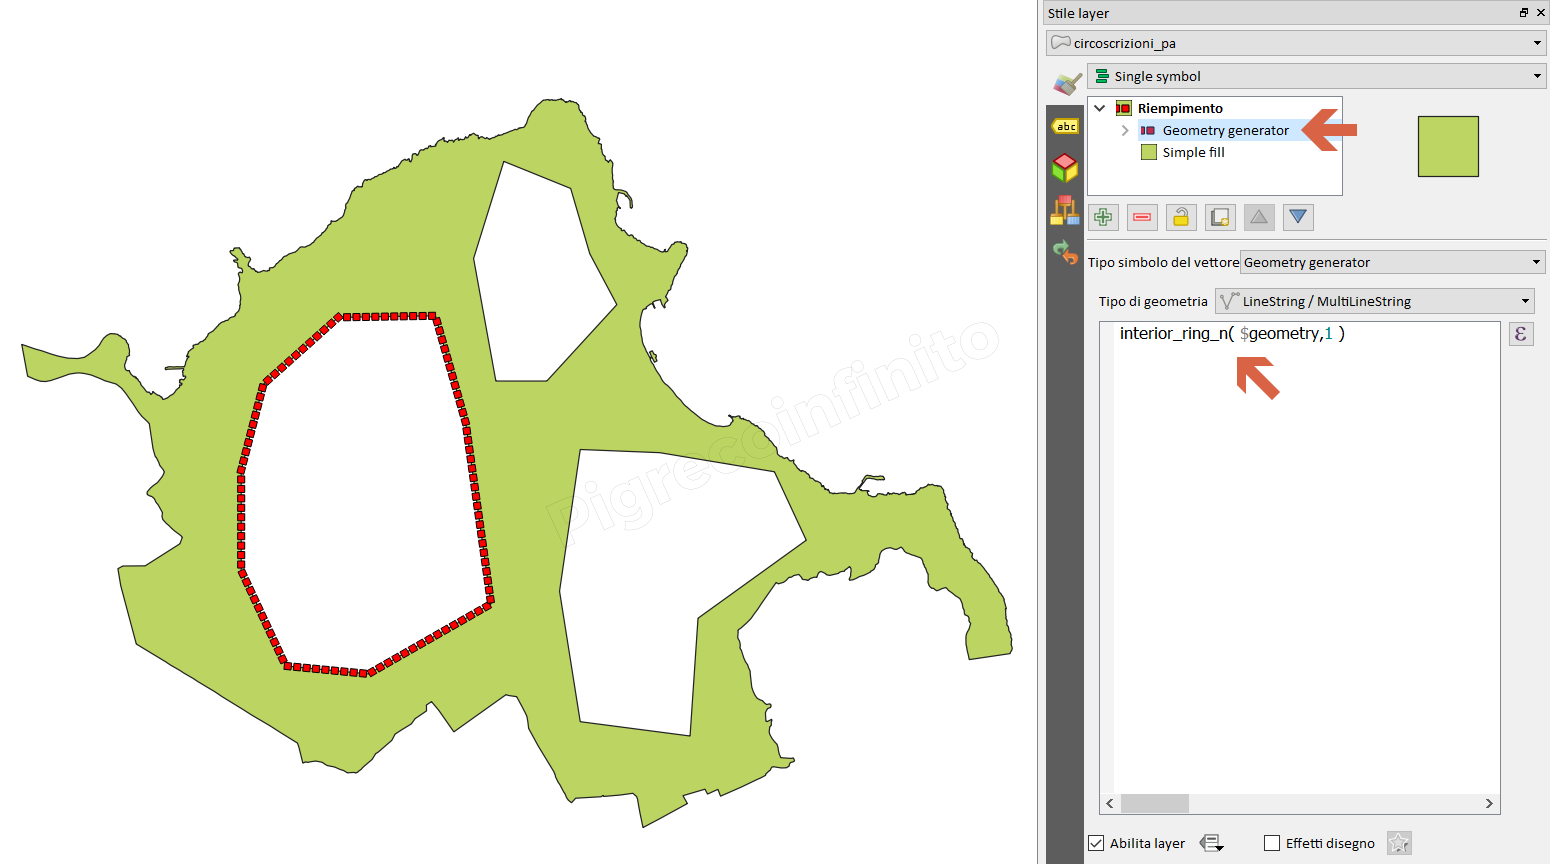 Stile layer
circoscrizioni_pa
Single symbol
Riempimento
abc
Geometry generator
Simple fill
Tipo simbolo del vettore Geometry generator
Tipo di geometria LineString / MultiLineString
interior_ring_n( $geometry,1 )
ε
Pigrecoinfinito
Abilita layer
Effetti disegno